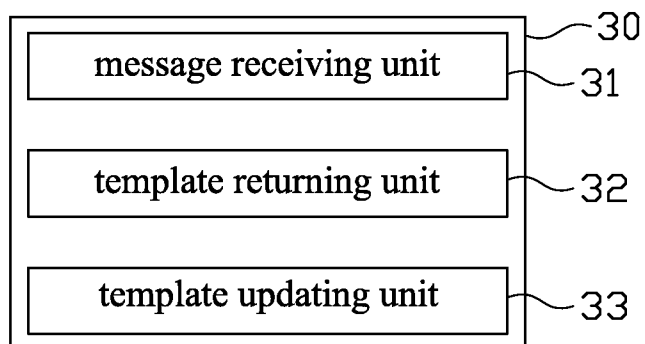 30
message receiving unit 31
template returning unit 32
template updating unit 33